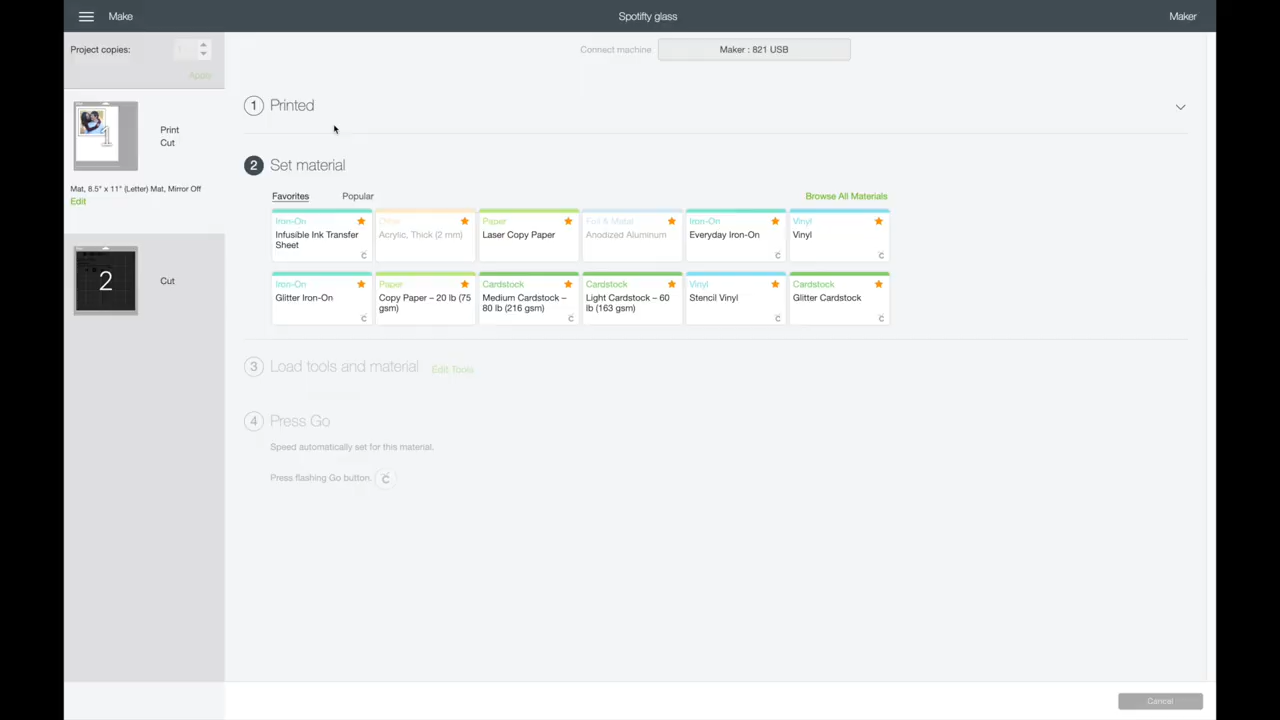 Make
Spotifty glass
Maker
Project copies:
1
Apply
Connect machine.
Maker : 821 USB
1 Printed
1
Print
Cut
Mat, 8.5" x 11" (Letter) Mat, Mirror Off
Edit
2
Cut
2 Set material
Favorites
Popular
Browse All Materials
Iron-On
Infusible Ink Transfer
Sheet
Other
Acrylic, Thick (2 mm)
Paper
Laser Copy Paper
Foil & Metal
Anodized Aluminum
Iron-On
Everyday Iron-On
Vinyl
Vinyl
Iron-On
Glitter Iron-On
Paper
Copy Paper – 20 lb (75
gsm)
Cardstock
Medium Cardstock –
80 lb (216 gsm)
Cardstock
Light Cardstock – 60
lb (163 gsm)
Vinyl
Stencil Vinyl
Cardstock
Glitter Cardstock
3 Load tools and material
Edit Tools
4 Press Go
Speed automatically set for this material.
Press flashing Go button.
Cancel